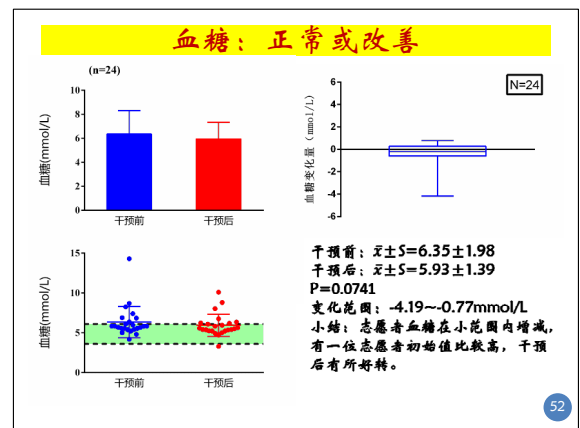 血糖：正常或改善
(n=24)
血糖(mmol/L)
10
8
6
4
2
0
干预前
干预后
N=24
血糖变化量（mmol/L）
6
4
2
0
-2
-4
-6
血糖(mmol/L)
15
10
5
0
干预前
干预后
干预前：x̄±S=6.35±1.98
干预后：x̄±S=5.93±1.39
P=0.0741
变化范围：-4.19~-0.77mmol/L
小结：志愿者血糖在小范围内增减，
有一位志愿者初始值比较高，干预
后有所好转。
52